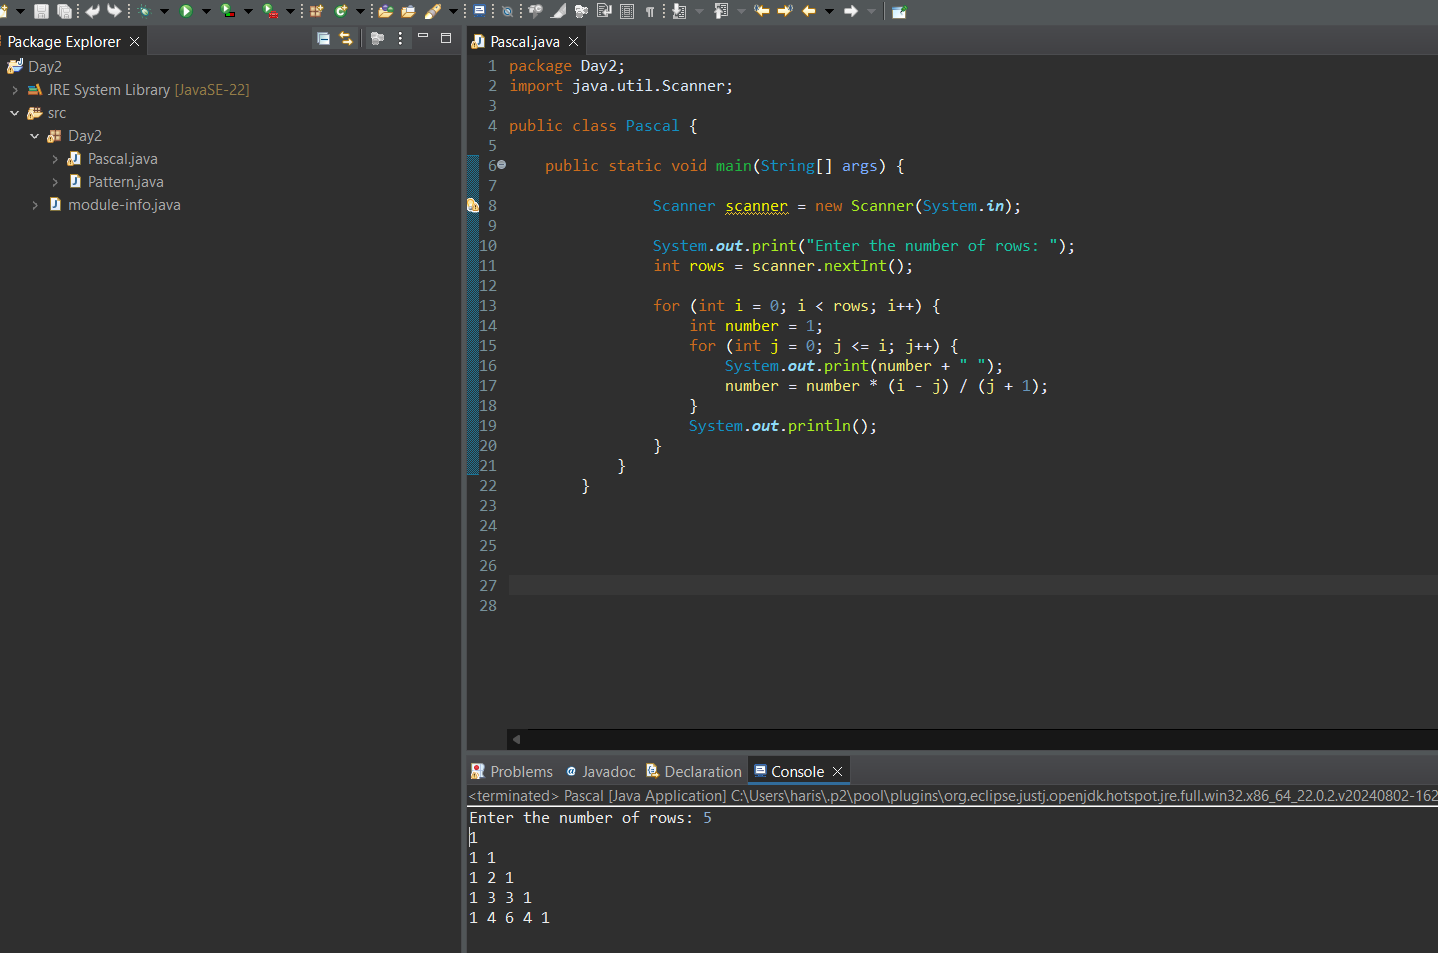 Package Explorer
Day2
JRE System Library [JavaSE-22]
src
Day2
Pascal.java
Pattern.java
module-info.java
Pascal.java
1 package Day2;
2 import java.util.Scanner;
3
4 public class Pascal {
5
6 public static void main(String[] args) {
7
8 Scanner scanner = new Scanner(System.in);
9
10 System.out.print("Enter the number of rows: ");
11 int rows = scanner.nextInt();
12
13 for (int i = 0; i < rows; i++) {
14 int number = 1;
15 for (int j = 0; j <= i; j++) {
16 System.out.print(number + " ");
17 number = number * (i - j) / (j + 1);
18 }
19 System.out.println();
20 }
21 }
22 }
23
24
25
26
27
28
Problems Javadoc Declaration Console
<terminated> Pascal [Java Application] C:\Users\haris\.p2\pool\plugins\org.eclipse.justj.openjdk.hotspot.jre.full.win32.x86_64_22.0.2.v20240802-162
Enter the number of rows: 5
1
1 1
1 2 1
1 3 3 1
1 4 6 4 1